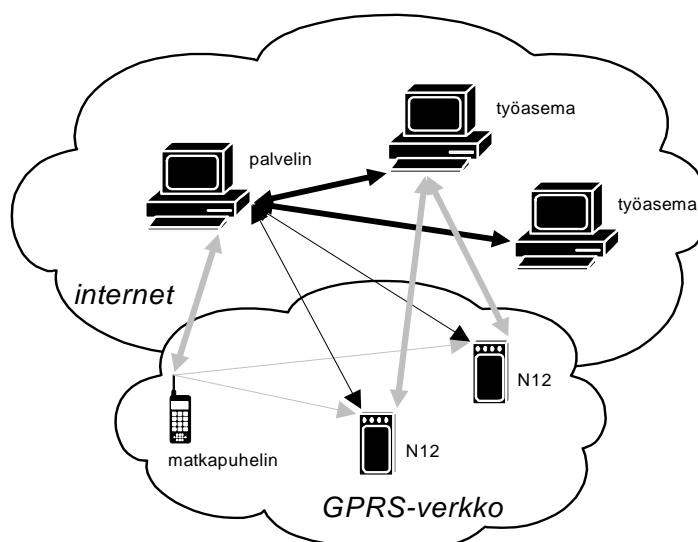 työasema
palvelin
työasema
internet
N12
N12
matkapuhelin
GPRS-verkko